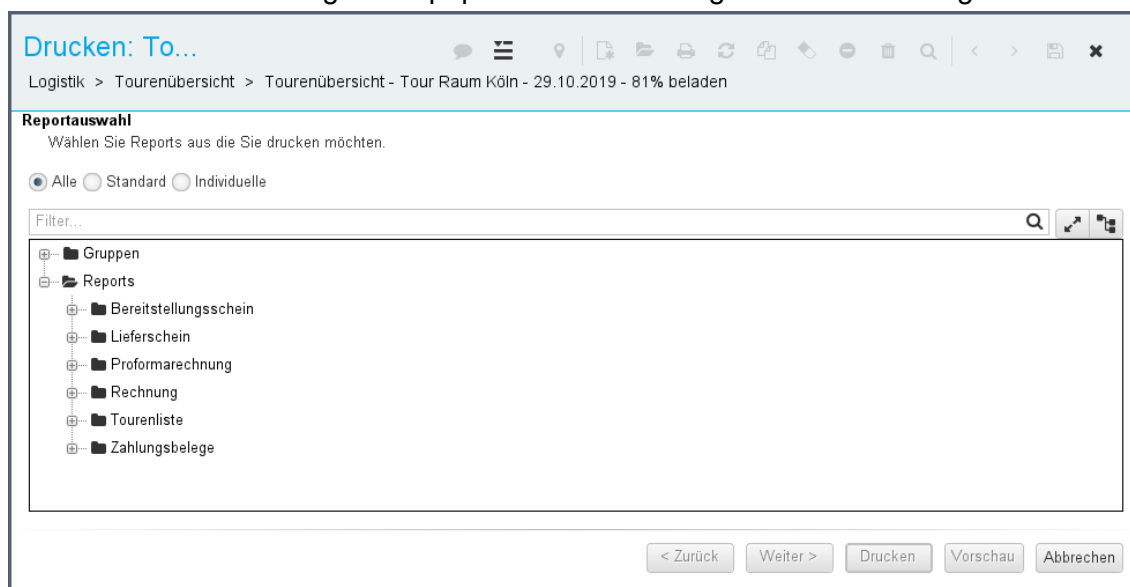 Drucken: To...
Logistik > Tourenübersicht > Tourenübersicht - Tour Raum Köln - 29.10.2019 - 81% beladen
Reportauswahl
Wählen Sie Reports aus die Sie drucken möchten.
Alle Standard Individuelle
Filter...
Gruppen
Reports
Bereitstellungsschein
Lieferschein
Proformarechnung
Rechnung
Tourenliste
Zahlungsbelege
< Zurück Weiter > Drucken Vorschau Abbrechen